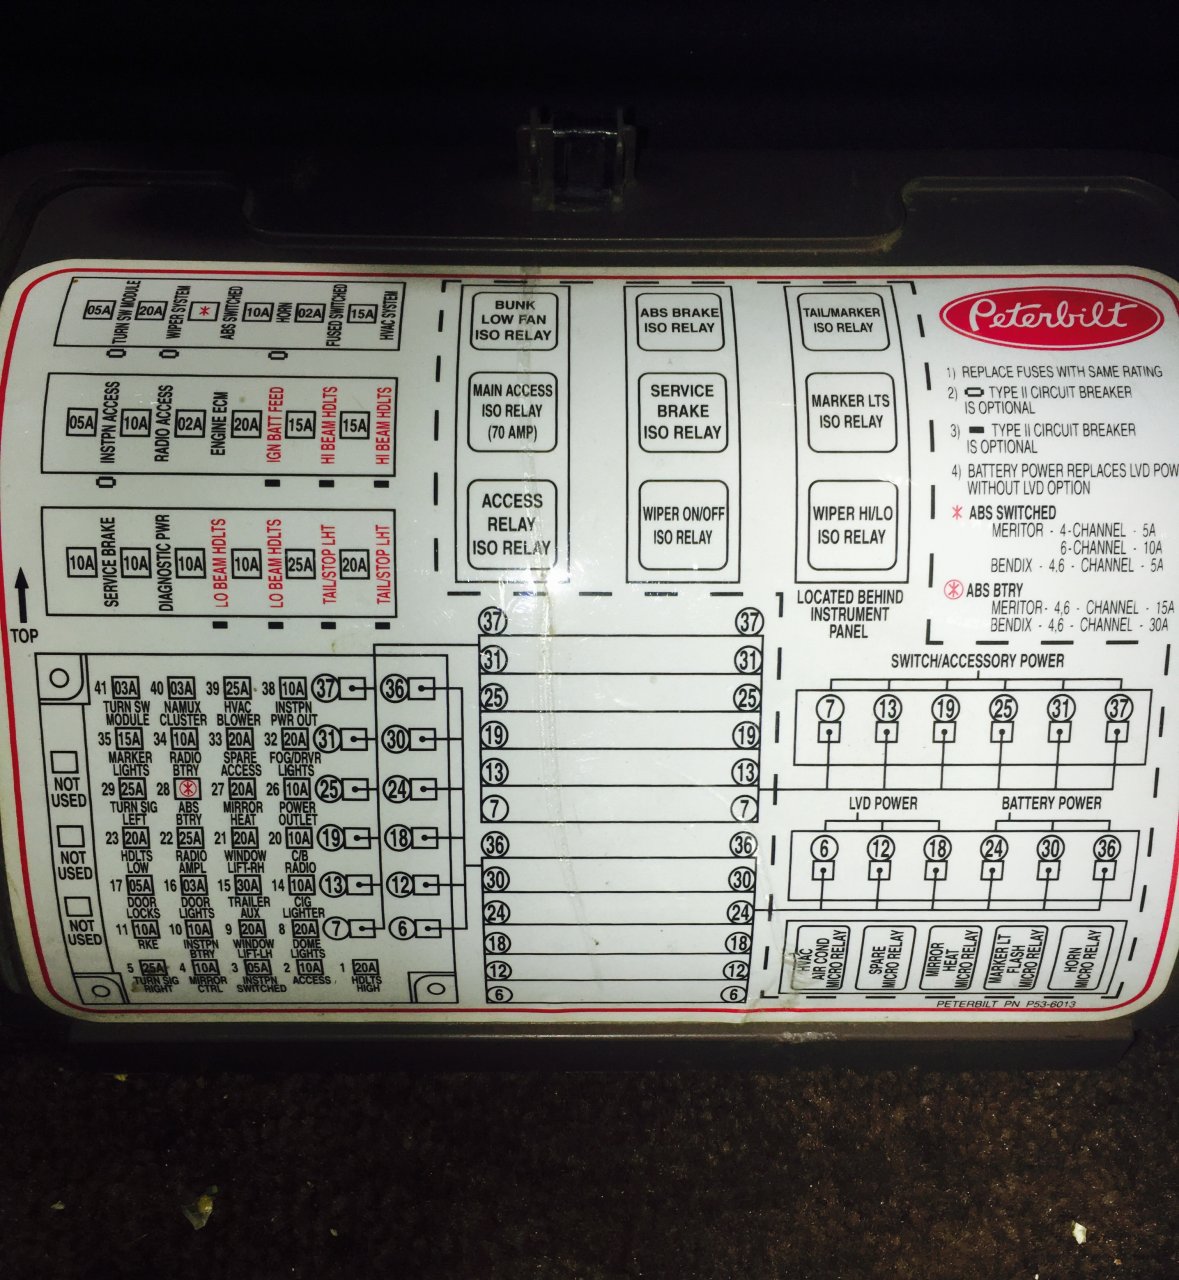 05A
TURN SW MODULE
20A
WIPER SYSTEM
*
ABS SWITCHED
10A
HORN
02A
FUSED SWITCHED
15A
HVAC SYSTEM
05A
INSTPN ACCESS
10A
RADIO ACCESS
02A
ENGINE ECM
20A
IGN BATT FEED
15A
HI BEAM HDLTS
15A
HI BEAM HDLTS
10A
SERVICE BRAKE
10A
DIAGNOSTIC PWR
10A
LO BEAM HDLTS
10A
LO BEAM HDLTS
25A
TAIL/STOP LHT
20A
TAIL/STOP LHT
TOP
BUNK
LOW FAN
ISO RELAY
MAIN ACCESS
ISO RELAY
(70 AMP)
ACCESS
RELAY
ISO RELAY
ABS BRAKE
ISO RELAY
SERVICE
BRAKE
ISO RELAY
WIPER ON/OFF
ISO RELAY
TAIL/MARKER
ISO RELAY
MARKER LTS
ISO RELAY
WIPER HI/LO
ISO RELAY
LOCATED BEHIND
INSTRUMENT
PANEL
Peterbilt
1) REPLACE FUSES WITH SAME RATING
2) TYPE II CIRCUIT BREAKER
IS OPTIONAL
3) TYPE II CIRCUIT BREAKER
IS OPTIONAL
4) BATTERY POWER REPLACES LVD POW
WITHOUT LVD OPTION
* ABS SWITCHED
MERITOR - 4-CHANNEL - 5A
6-CHANNEL - 10A
BENDIX - 4,6 - CHANNEL - 5A
* ABS BTRY
MERITOR - 4,6 - CHANNEL - 15A
BENDIX - 4,6 - CHANNEL - 30A
NOT
USED
NOT
USED
NOT
USED
41 03A 40 03A 39 25A 38 10A 37 36
TURN SW NAMUX HVAC INSTPN
MODULE CLUSTER BLOWER PWR OUT
35 15A 34 10A 33 20A 32 20A 31 30
MARKER RADIO SPARE FOG/DRVR
LIGHTS BTRY ACCESS LIGHTS
29 25A 28 * 27 20A 26 10A 25 24
TURN SIG ABS MIRROR POWER
LEFT BTRY HEAT OUTLET
23 20A 22 25A 21 20A 20 10A 19 18
HDLTS RADIO WINDOW C/B
LOW AMPL LIFT-RH RADIO
17 05A 16 03A 15 30A 14 10A 13 12
DOOR DOOR TRAILER CIG
LOCKS LIGHTS AUX LIGHTER
11 10A 10 10A 9 20A 8 20A 7 6
RKE INSTPN WINDOW DOME
BTRY LIFT-LH LIGHTS
5 25A 4 10A 3 05A 2 10A 1 20A
TURN SIG MIRROR INSTPN ACCESS HDLTS
RIGHT CTRL SWITCHED HIGH
37 37
31 31
25 25
19 19
13 13
7 7
36 36
30 30
24 24
18 18
12 12
6 6
SWITCH/ACCESSORY POWER
7 13 19 25 31 37
LVD POWER BATTERY POWER
6 12 18 24 30 36
HVAC
AIR COND
MICRO RELAY
SPARE
MICRO RELAY
MIRROR
HEAT
MICRO RELAY
MARKER LT
FLASH
MICRO RELAY
HORN
MICRO RELAY
PETERBILT PN P53-6013